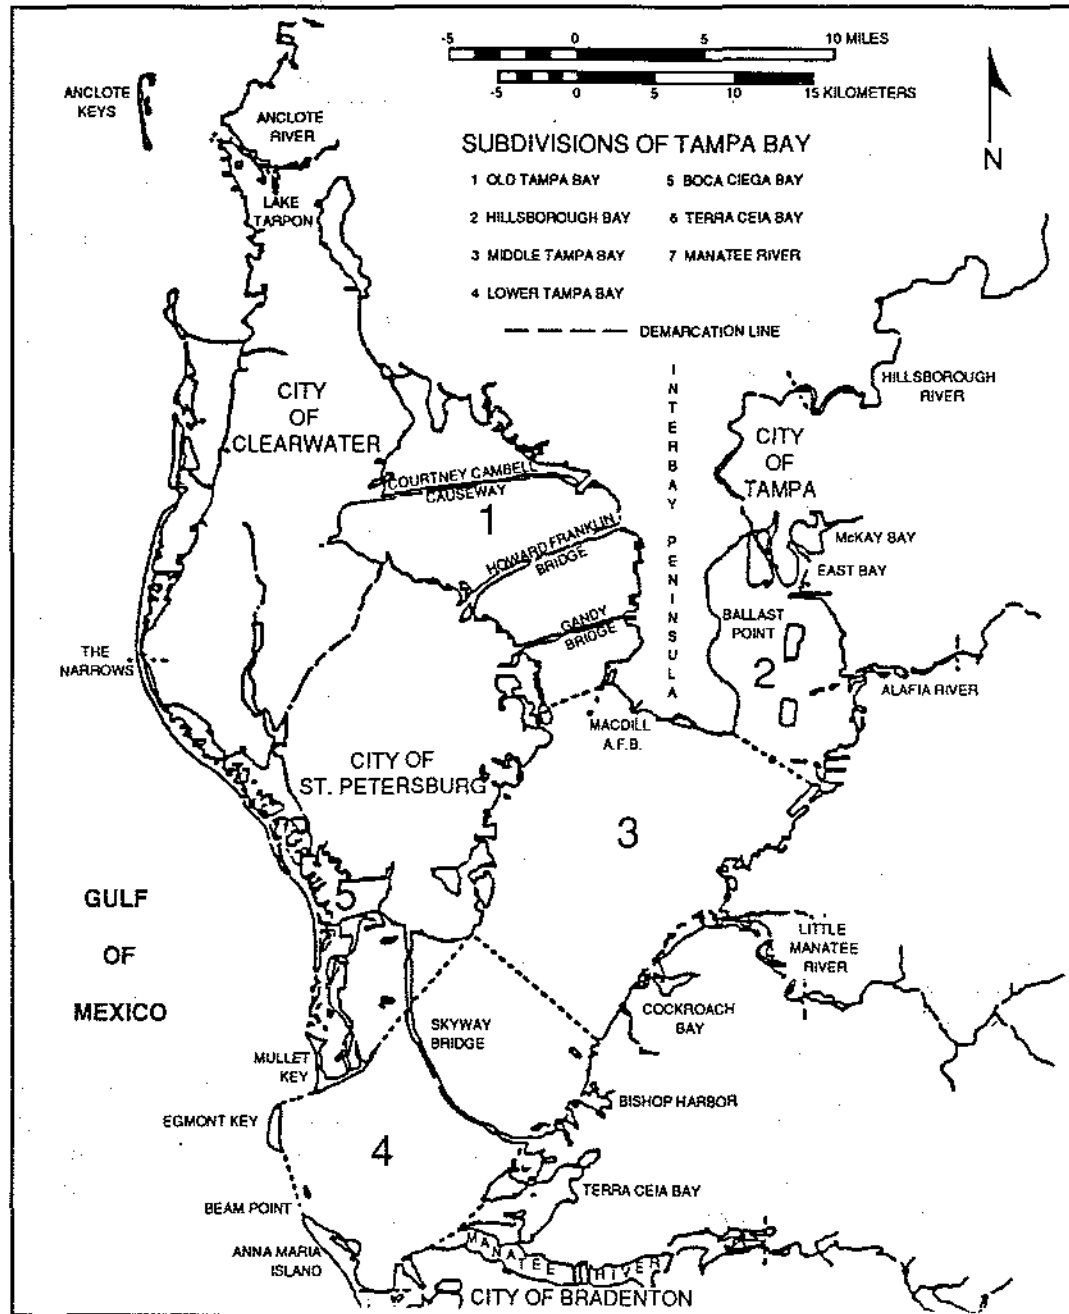 -5 0 5 10 MILES
-5 0 5 10 15 KILOMETERS
N
SUBDIVISIONS OF TAMPA BAY
1 OLD TAMPA BAY
2 HILLSBOROUGH BAY
3 MIDDLE TAMPA BAY
4 LOWER TAMPA BAY
5 BOCA CIEGA BAY
6 TERRA CEIA BAY
7 MANATEE RIVER
DEMARCATION LINE
ANCLOTE
KEYS
ANCLOTE
RIVER
LAKE
TARPON
CITY
OF
CLEARWATER
COURTNEY CAMBELL
CAUSEWAY
1
HOWARD FRANKLIN
BRIDGE
GANDY
BRIDGE
INTERBAY PENINSULA
HILLSBOROUGH
RIVER
CITY
OF
TAMPA
McKAY BAY
EAST BAY
BALLAST
POINT
2
ALAFIA RIVER
THE
NARROWS
MACDILL
A.F.B.
CITY OF
ST. PETERSBURG
3
5
GULF
OF
MEXICO
LITTLE
MANATEE
RIVER
COCKROACH
BAY
SKYWAY
BRIDGE
MULLET
KEY
EGMONT KEY
BISHOP HARBOR
4
TERRA CEIA BAY
BEAM POINT
ANNA MARIA
ISLAND
MANATEE RIVER
CITY OF BRADENTON